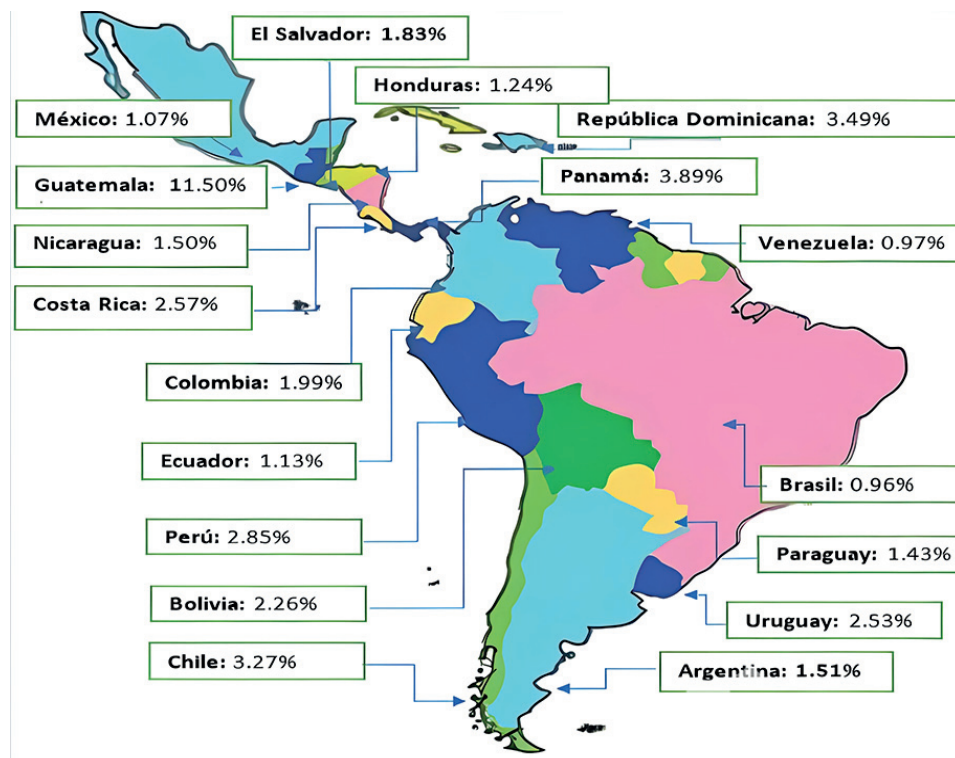 El Salvador: 1.83%
Honduras: 1.24%
México: 1.07%
República Dominicana: 3.49%
Guatemala: 11.50%
Panamá: 3.89%
Nicaragua: 1.50%
Venezuela: 0.97%
Costa Rica: 2.57%
Colombia: 1.99%
Ecuador: 1.13%
Brasil: 0.96%
Perú: 2.85%
Paraguay: 1.43%
Bolivia: 2.26%
Uruguay: 2.53%
Chile: 3.27%
Argentina: 1.51%